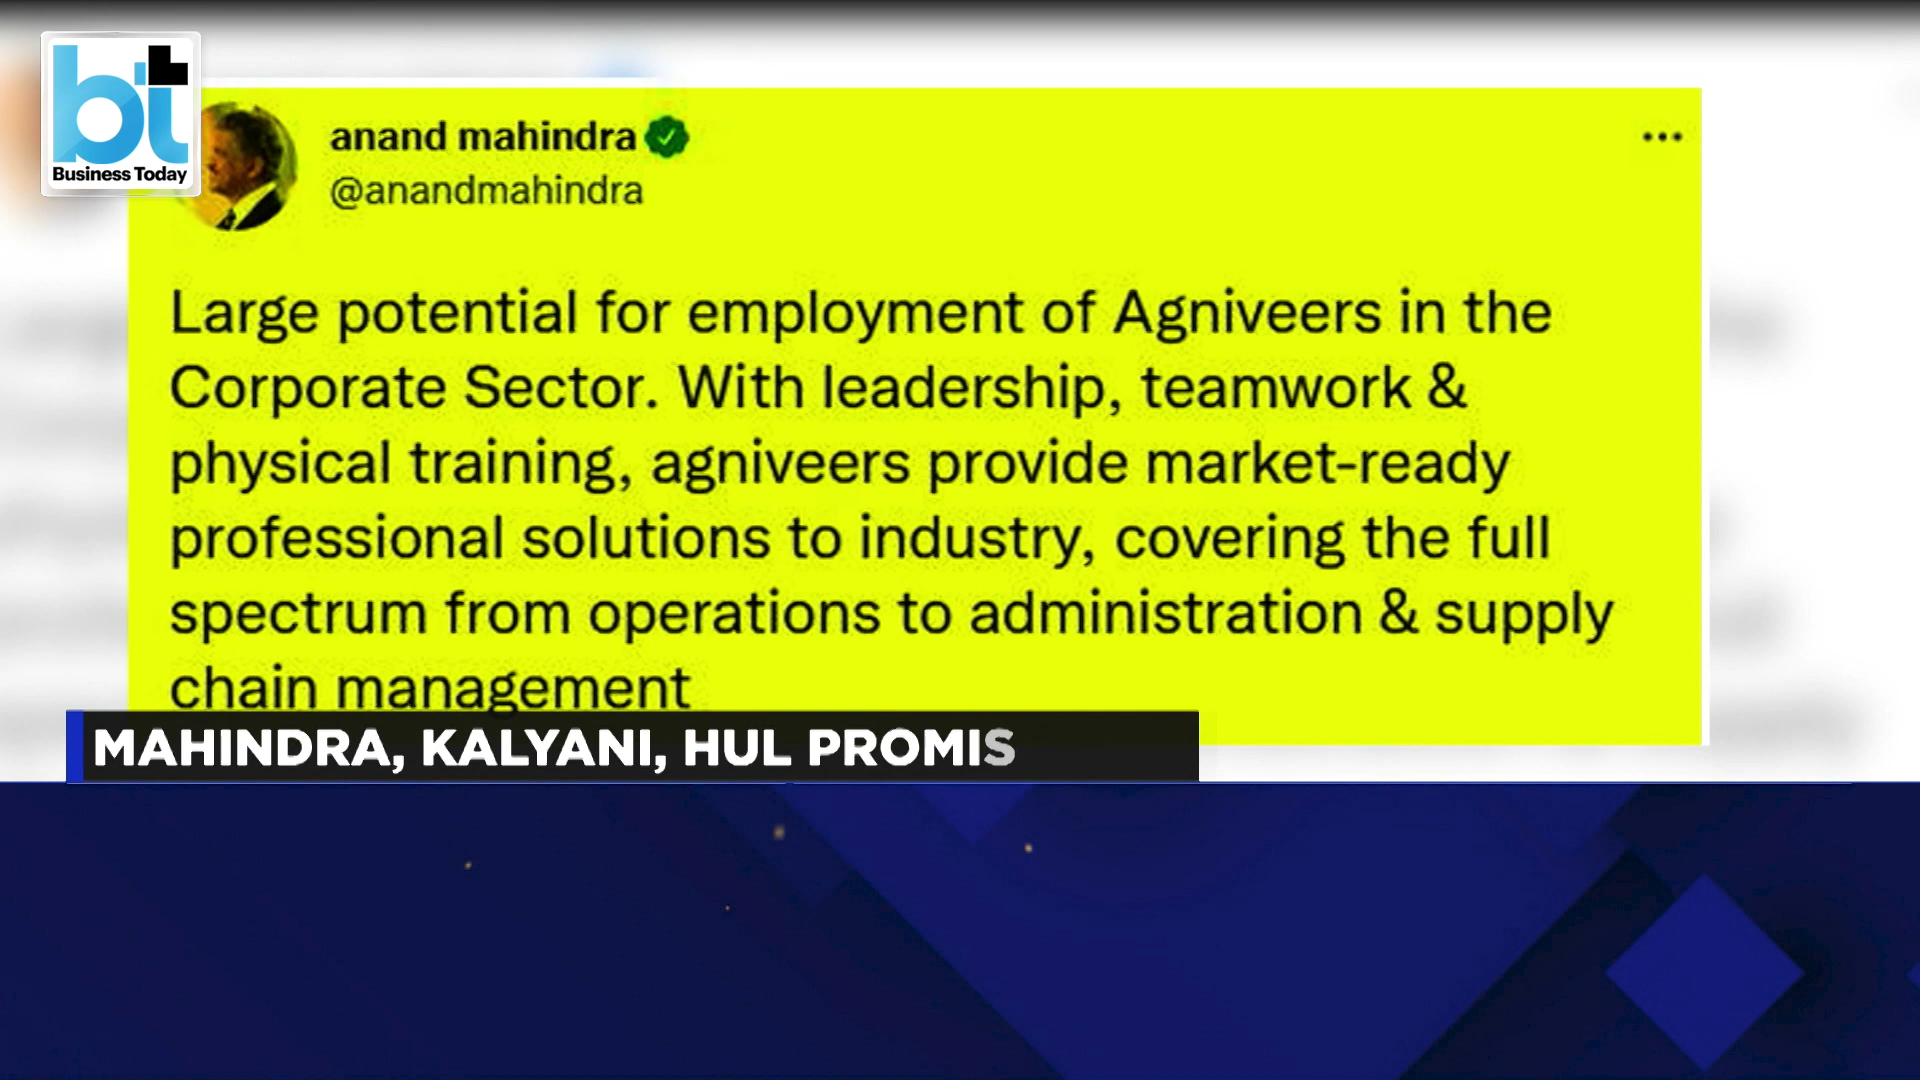 bt
Business Today
anand mahindra
@anandmahindra
Large potential for employment of Agniveers in the
Corporate Sector. With leadership, teamwork &
physical training, agniveers provide market-ready
professional solutions to industry, covering the full
spectrum from operations to administration & supply
chain management
MAHINDRA, KALYANI, HUL PROMIS